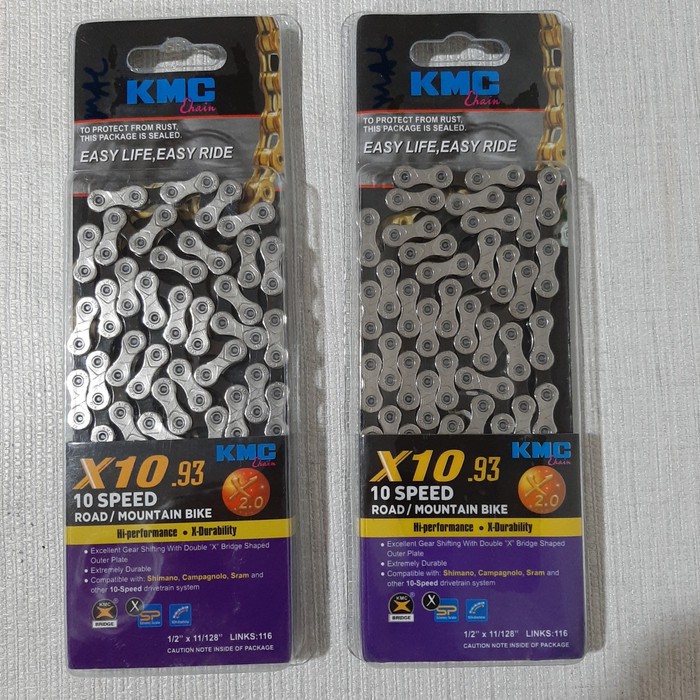 KMC
Chain
TO PROTECT FROM RUST,
THIS PACKAGE IS SEALED.
EASY LIFE,EASY RIDE
KMC
Chain
X10.93
X 2.0
10 SPEED
ROAD / MOUNTAIN BIKE
Hi-performance • X-Durability
• Excellent Gear Shifting With Double "X" Bridge Shaped
Outer Plate
• Extremely Durable
• Compatible with: Shimano, Campagnolo, Sram and
other 10-Speed drivetrain system
KMC
BRIDGE
X
SP
1/2" x 11/128" LINKS:116
CAUTION NOTE INSIDE OF PACKAGE
KMC
Chain
TO PROTECT FROM RUST,
THIS PACKAGE IS SEALED.
EASY LIFE,EASY RIDE
KMC
Chain
X10.93
X 2.0
10 SPEED
ROAD / MOUNTAIN BIKE
Hi-performance • X-Durability
• Excellent Gear Shifting With Double "X" Bridge Shaped
Outer Plate
• Extremely Durable
• Compatible with: Shimano, Campagnolo, Sram and
other 10-Speed drivetrain system
KMC
BRIDGE
X
SP
1/2" x 11/128" LINKS:116
CAUTION NOTE INSIDE OF PACKAGE